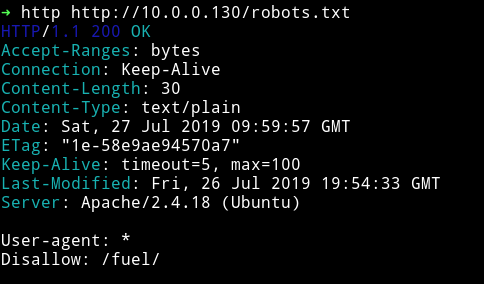 → http http://10.0.0.130/robots.txt
HTTP/1.1 200 OK
Accept-Ranges: bytes
Connection: Keep-Alive
Content-Length: 30
Content-Type: text/plain
Date: Sat, 27 Jul 2019 09:59:57 GMT
ETag: "1e-58e9ae94570a7"
Keep-Alive: timeout=5, max=100
Last-Modified: Fri, 26 Jul 2019 19:54:33 GMT
Server: Apache/2.4.18 (Ubuntu)

User-agent: *
Disallow: /fuel/